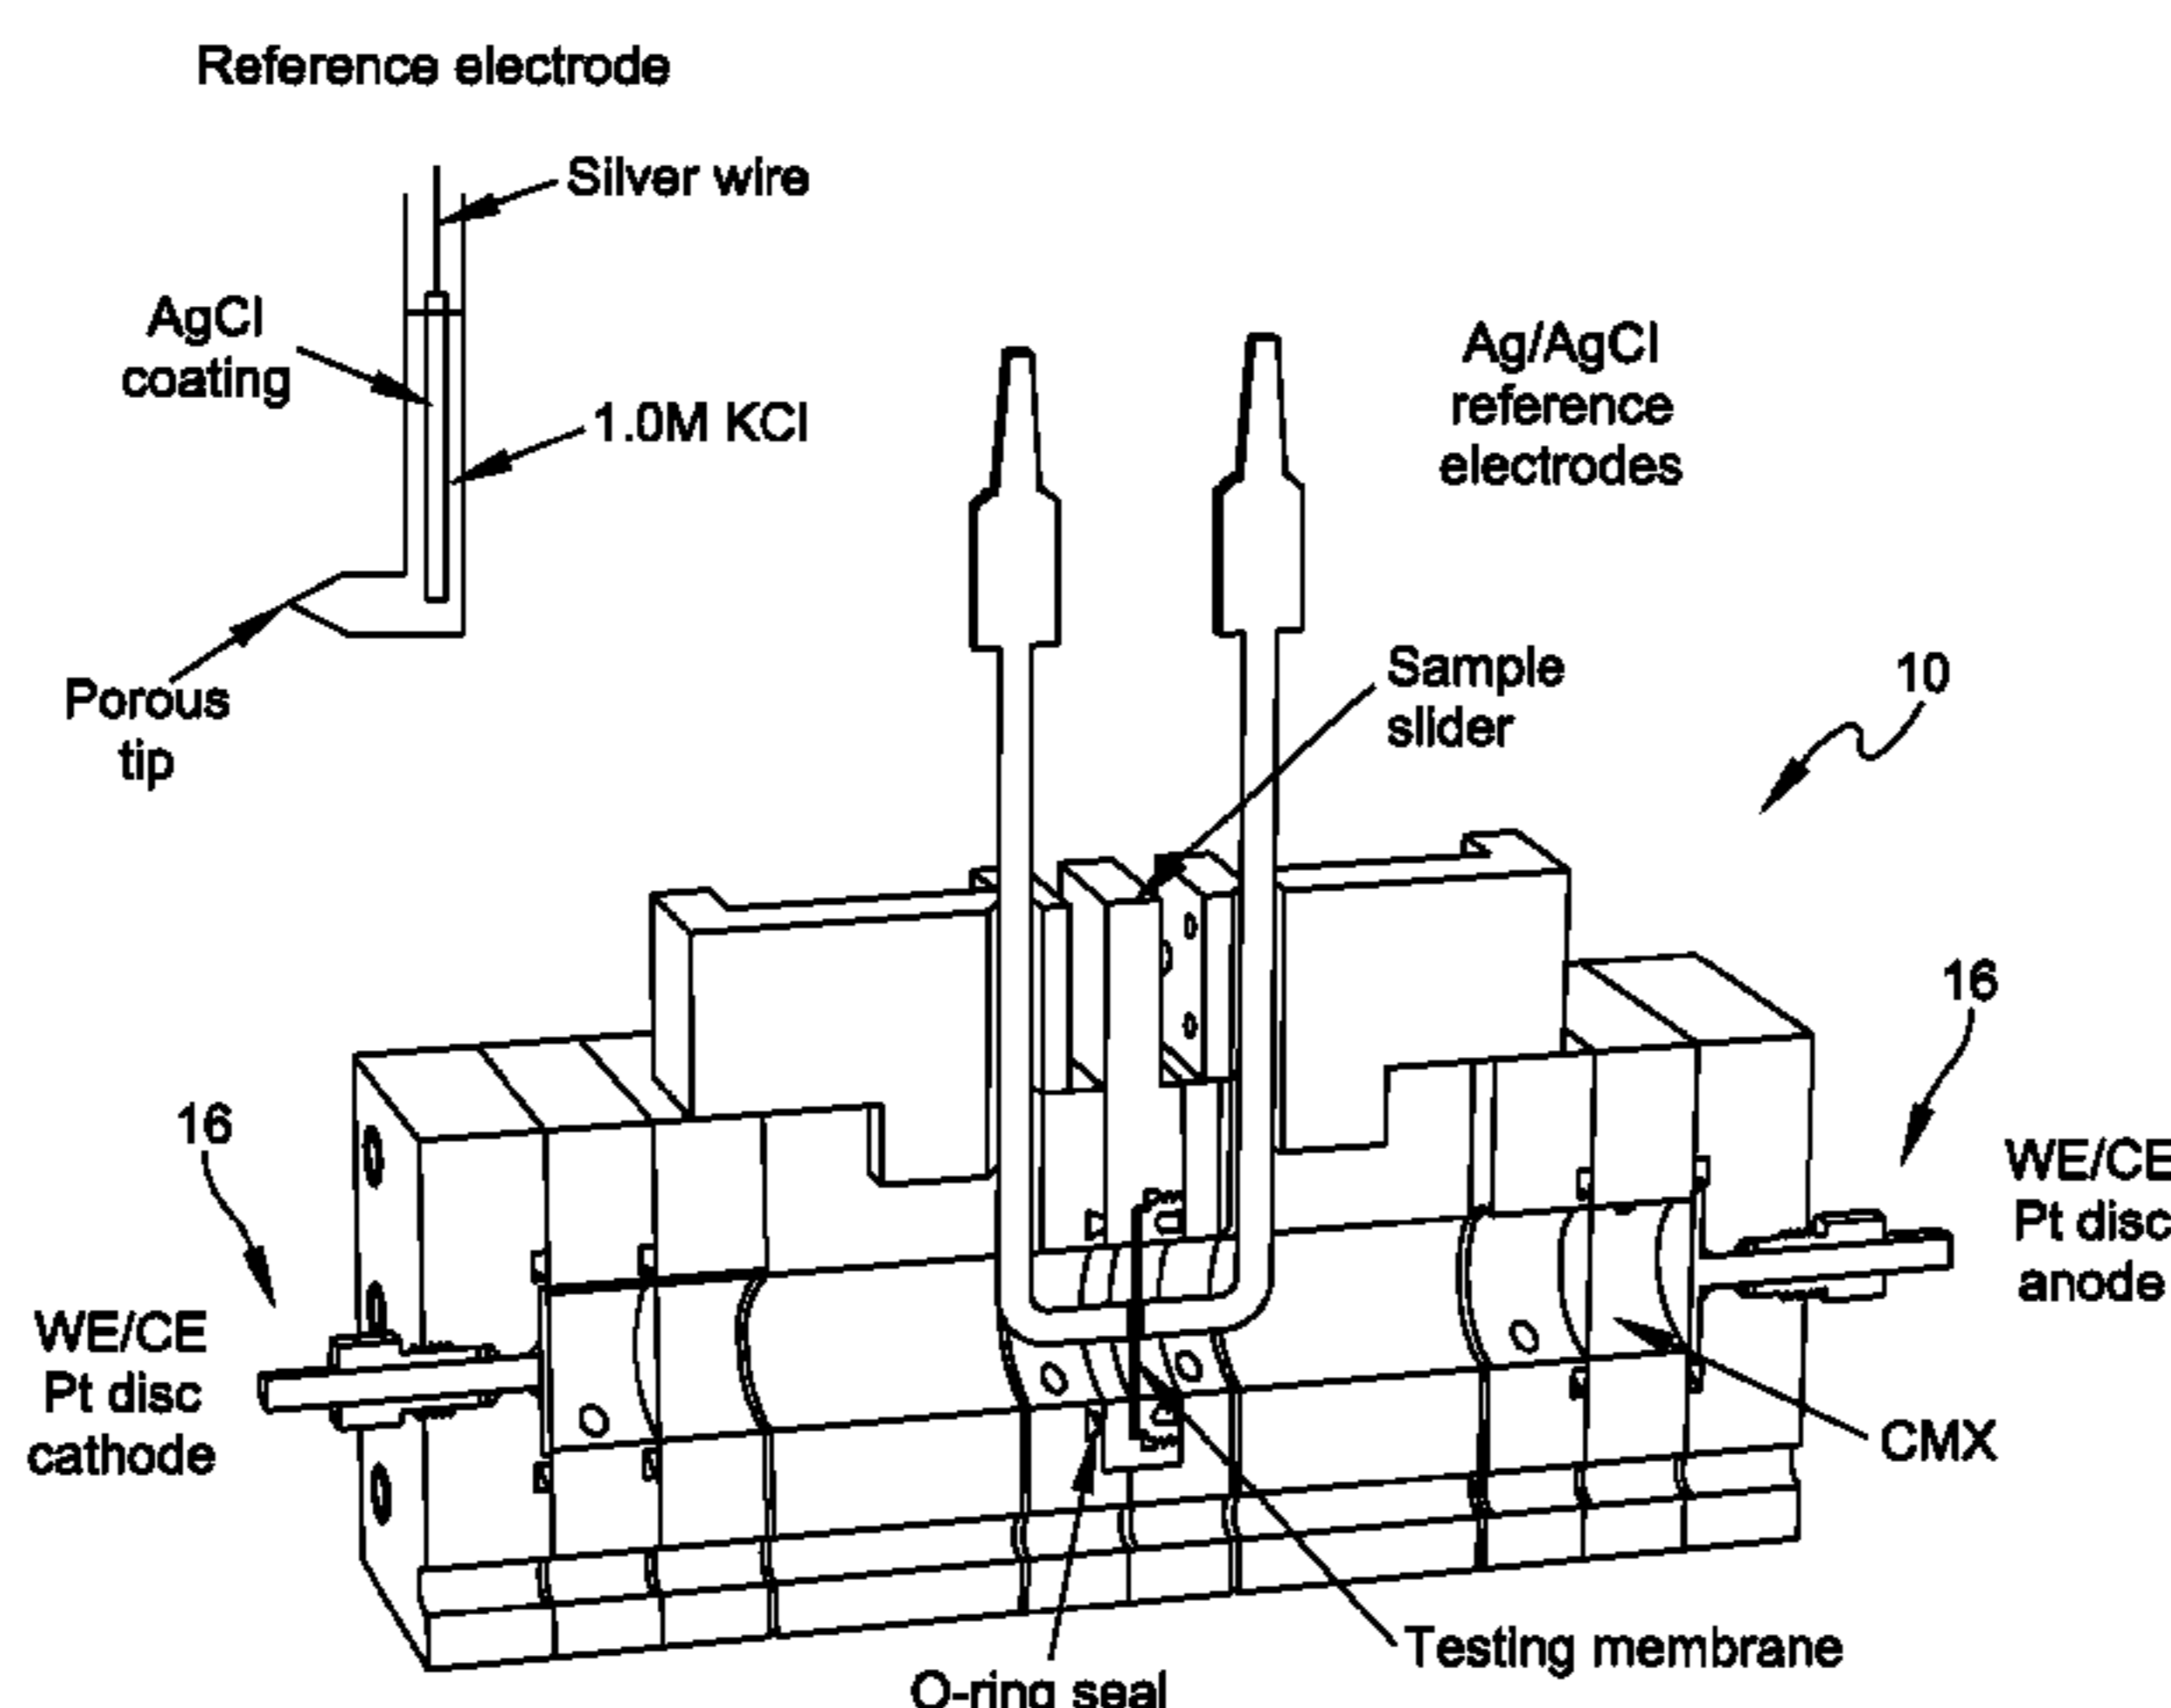 Reference electrode
Silver wire
AgCl
coating
1.0M KCl
Porous
tip
Ag/AgCl
reference
electrodes
Sample
slider
10
16
WE/CE
Pt disc
anode
16
WE/CE
Pt disc
cathode
CMX
Testing membrane
O-ring seal